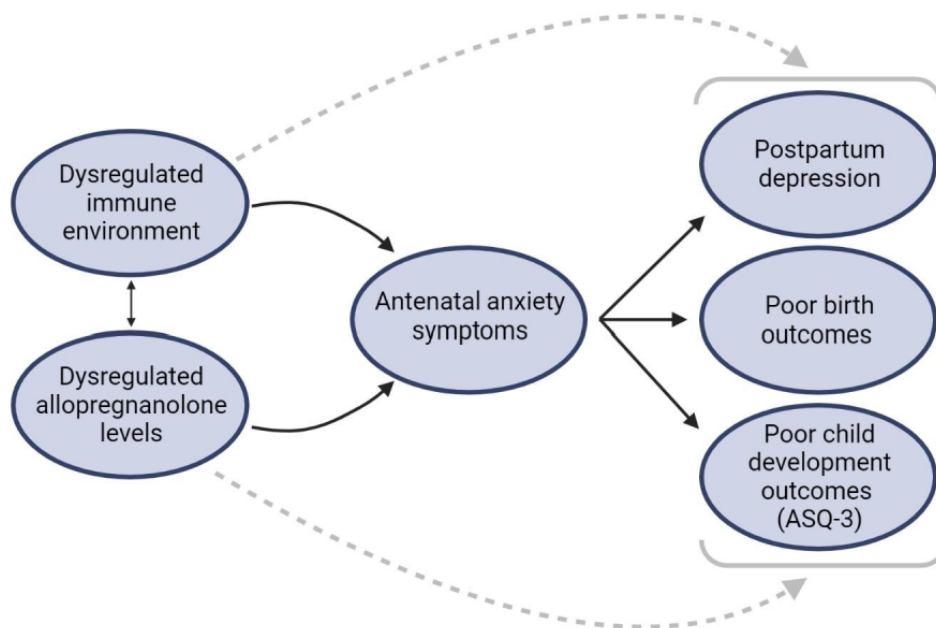 Dysregulated
immune
environment
Dysregulated
allopregnanolone
levels
Antenatal anxiety
symptoms
Postpartum
depression
Poor birth
outcomes
Poor child
development
outcomes
(ASQ-3)